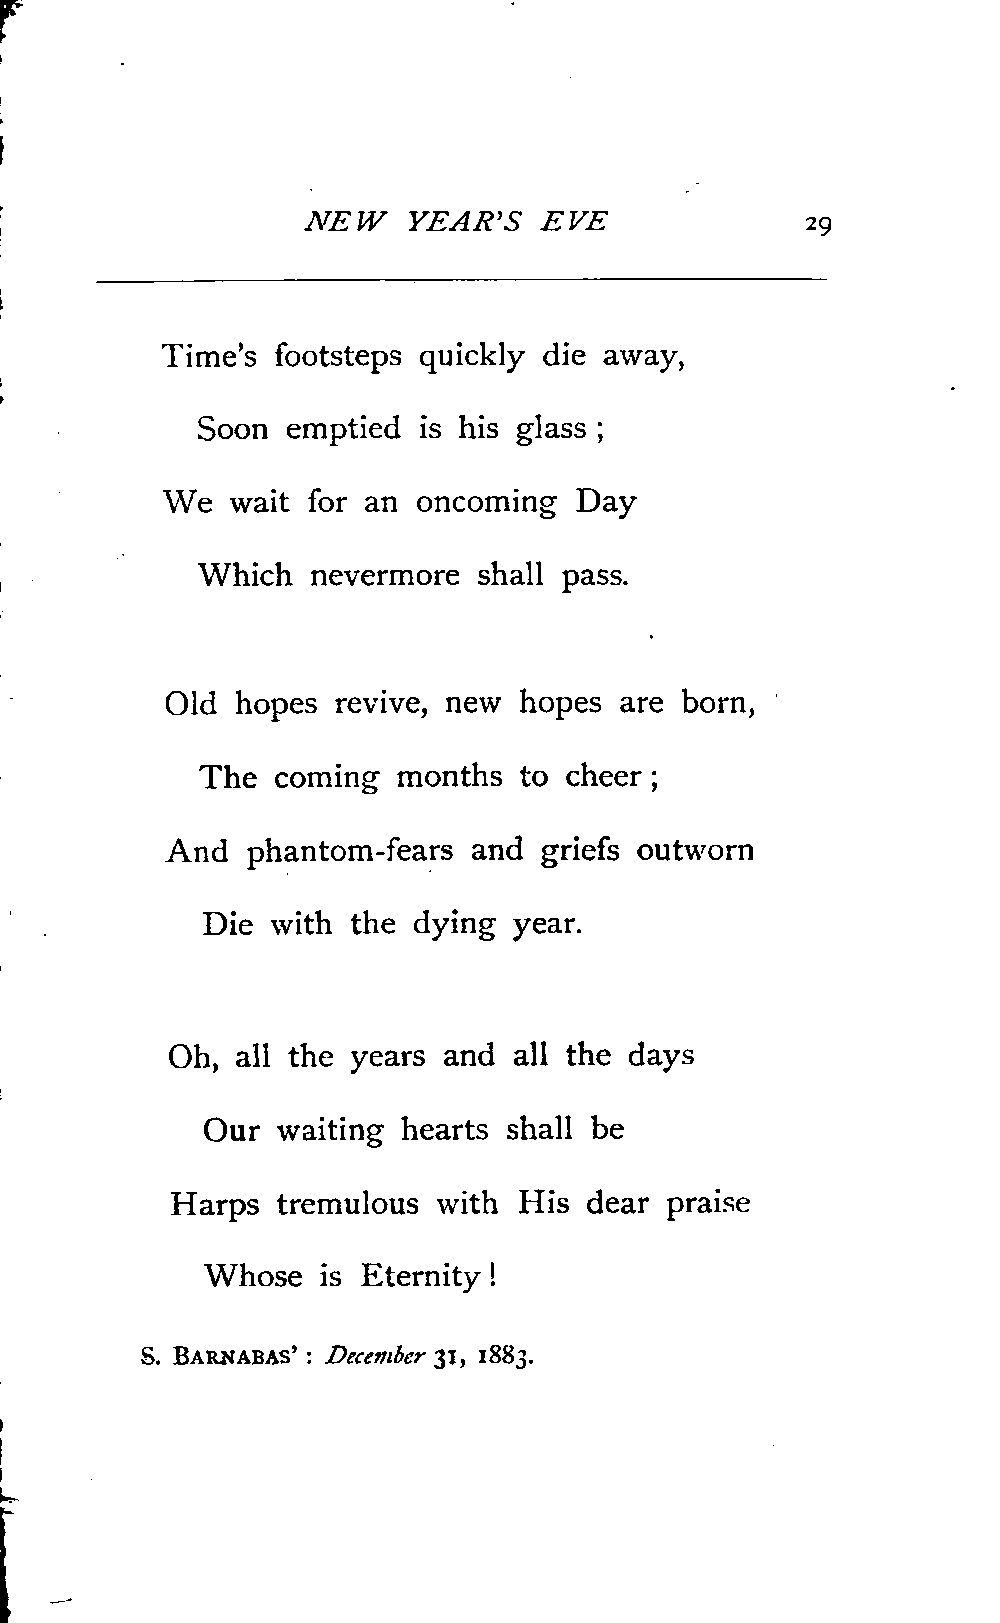 NEW YEAR'S EVE 29
Time's footsteps quickly die away,
Soon emptied is his glass ;
We wait for an oncoming Day
Which nevermore shall pass.
Old hopes revive, new hopes are born,
The coming months to cheer ;
And phantom-fears and griefs outworn
Die with the dying year.
Oh, all the years and all the days
Our waiting hearts shall be
Harps tremulous with His dear praise
Whose is Eternity !
S. BARNABAS' : December 31, 1883.